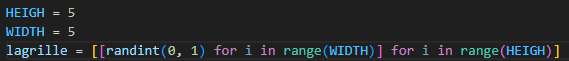 HEIGH = 5
WIDTH = 5
lagrille = [[randint(0, 1) for i in range(WIDTH)] for i in range(HEIGH)]